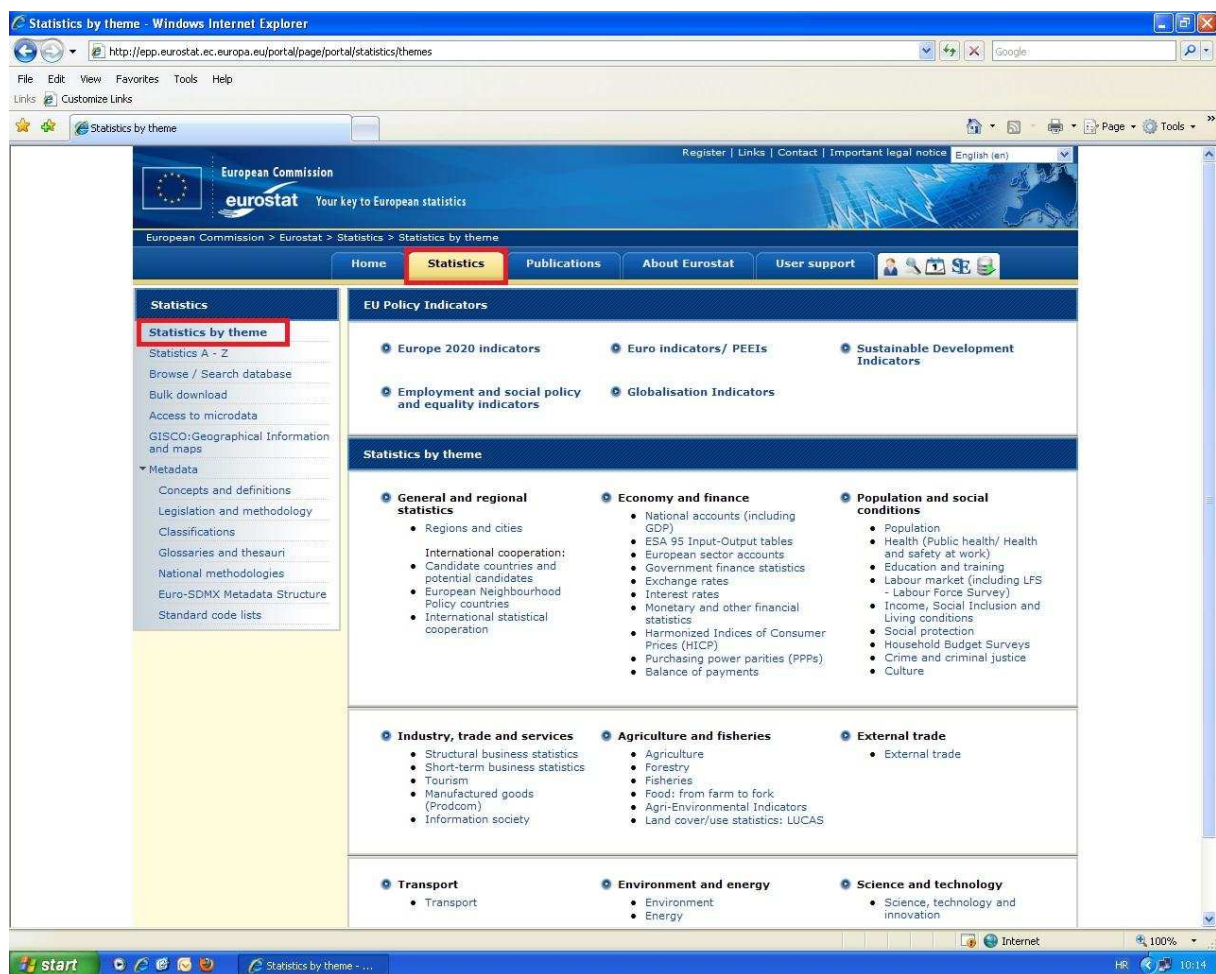 Statistics by theme - Windows Internet Explorer
http://epp.eurostat.ec.europa.eu/portal/page/portal/statistics/themes
Google
File Edit View Favorites Tools Help
Links Customize Links
Statistics by theme
Page Tools
Register | Links | Contact | Important legal notice English (en)
European Commission
eurostat Your key to European statistics
European Commission > Eurostat > Statistics > Statistics by theme
Home Statistics Publications About Eurostat User support
Statistics
Statistics by theme
Statistics A - Z
Browse / Search database
Bulk download
Access to microdata
GISCO:Geographical Information
and maps
Metadata
Concepts and definitions
Legislation and methodology
Classifications
Glossaries and thesauri
National methodologies
Euro-SDMX Metadata Structure
Standard code lists
EU Policy Indicators
Europe 2020 indicators
Euro indicators/ PEEIs
Sustainable Development
Indicators
Employment and social policy
and equality indicators
Globalisation Indicators
Statistics by theme
General and regional
statistics
Regions and cities
International cooperation:
Candidate countries and
potential candidates
European Neighbourhood
Policy countries
International statistical
cooperation
Economy and finance
National accounts (including
GDP)
ESA 95 Input-Output tables
European sector accounts
Government finance statistics
Exchange rates
Interest rates
Monetary and other financial
statistics
Harmonized Indices of Consumer
Prices (HICP)
Purchasing power parities (PPPs)
Balance of payments
Population and social
conditions
Population
Health (Public health/ Health
and safety at work)
Education and training
Labour market (including LFS
- Labour Force Survey)
Income, Social Inclusion and
Living conditions
Social protection
Household Budget Surveys
Crime and criminal justice
Culture
Industry, trade and services
Structural business statistics
Short-term business statistics
Tourism
Manufactured goods
(Prodcom)
Information society
Agriculture and fisheries
Agriculture
Forestry
Fisheries
Food: from farm to fork
Agri-Environmental Indicators
Land cover/use statistics: LUCAS
External trade
External trade
Transport
Transport
Environment and energy
Environment
Energy
Science and technology
Science, technology and
innovation
Internet 100%
start Statistics by theme - ... HR 10:14